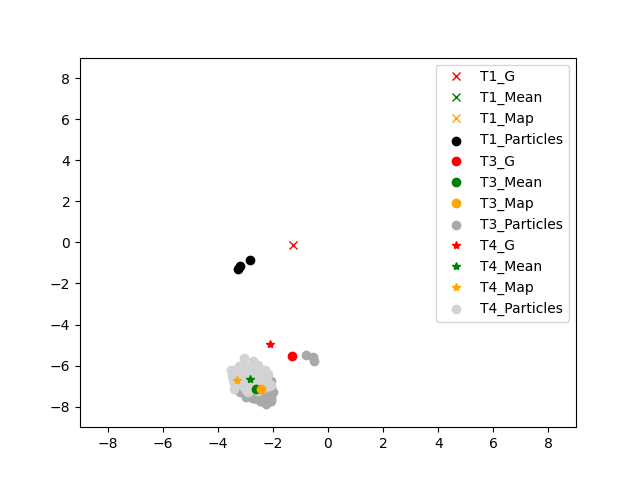 8
6
4
2
0
−2
−4
−6
−8
−8 −6 −4 −2 0 2 4 6 8
T1_G
T1_Mean
T1_Map
T1_Particles
T3_G
T3_Mean
T3_Map
T3_Particles
T4_G
T4_Mean
T4_Map
T4_Particles